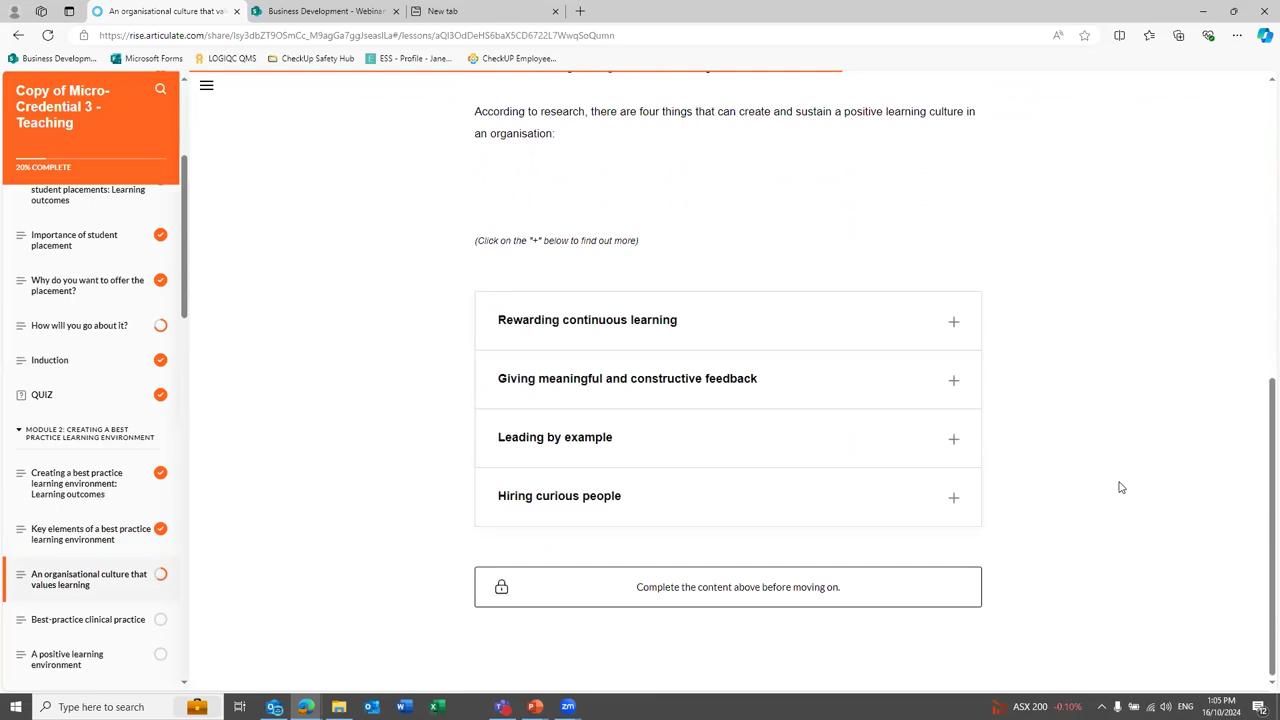 An organisational culture that val
Business Development - Webinar
New tab
https://rise.articulate.com/share/lsy3dbZT9OSmCc_M9agGa7ggJseasILa#/lessons/aQI3OdDeHS6baX5CD6722L7WwqSoQumn
Business Developm...
Microsoft Forms
LOGIQC QMS
CheckUp Safety Hub
ESS - Profile - Jane...
CheckUP EmployeE...
Copy of Micro-
Credential 3 -
Teaching
20% COMPLETE
student placements: Learning
outcomes
Importance of student
placement
Why do you want to offer the
placement?
How will you go about it?
Induction
QUIZ
MODULE 2: CREATING A BEST
PRACTICE LEARNING ENVIRONMENT
Creating a best practice
learning environment:
Learning outcomes
Key elements of a best practice
learning environment
An organisational culture that
values learning
Best-practice clinical practice
A positive learning
environment
According to research, there are four things that can create and sustain a positive learning culture in
an organisation:
(Click on the "+" below to find out more)
Rewarding continuous learning
Giving meaningful and constructive feedback
Leading by example
Hiring curious people
Complete the content above before moving on.
Type here to search
ASX 200 -0.10%
ENG
1:05 PM
16/10/2024